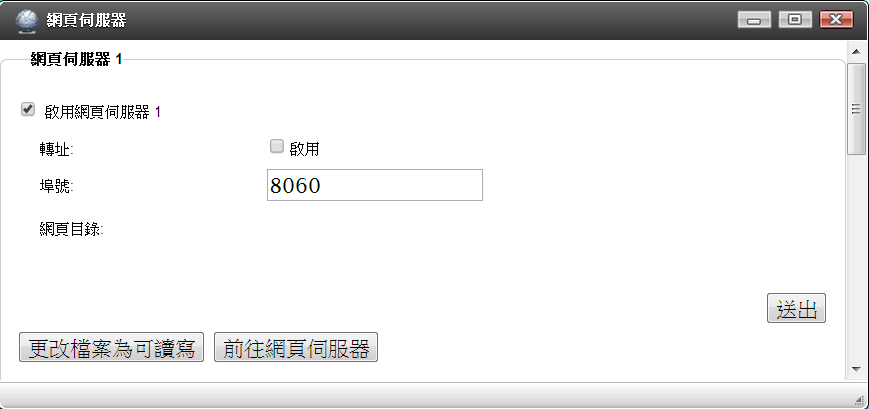 網頁伺服器
網頁伺服器 1
啟用網頁伺服器 1
轉址: 啟用
埠號: 8060
網頁目錄:
送出
更改檔案為可讀寫 前往網頁伺服器